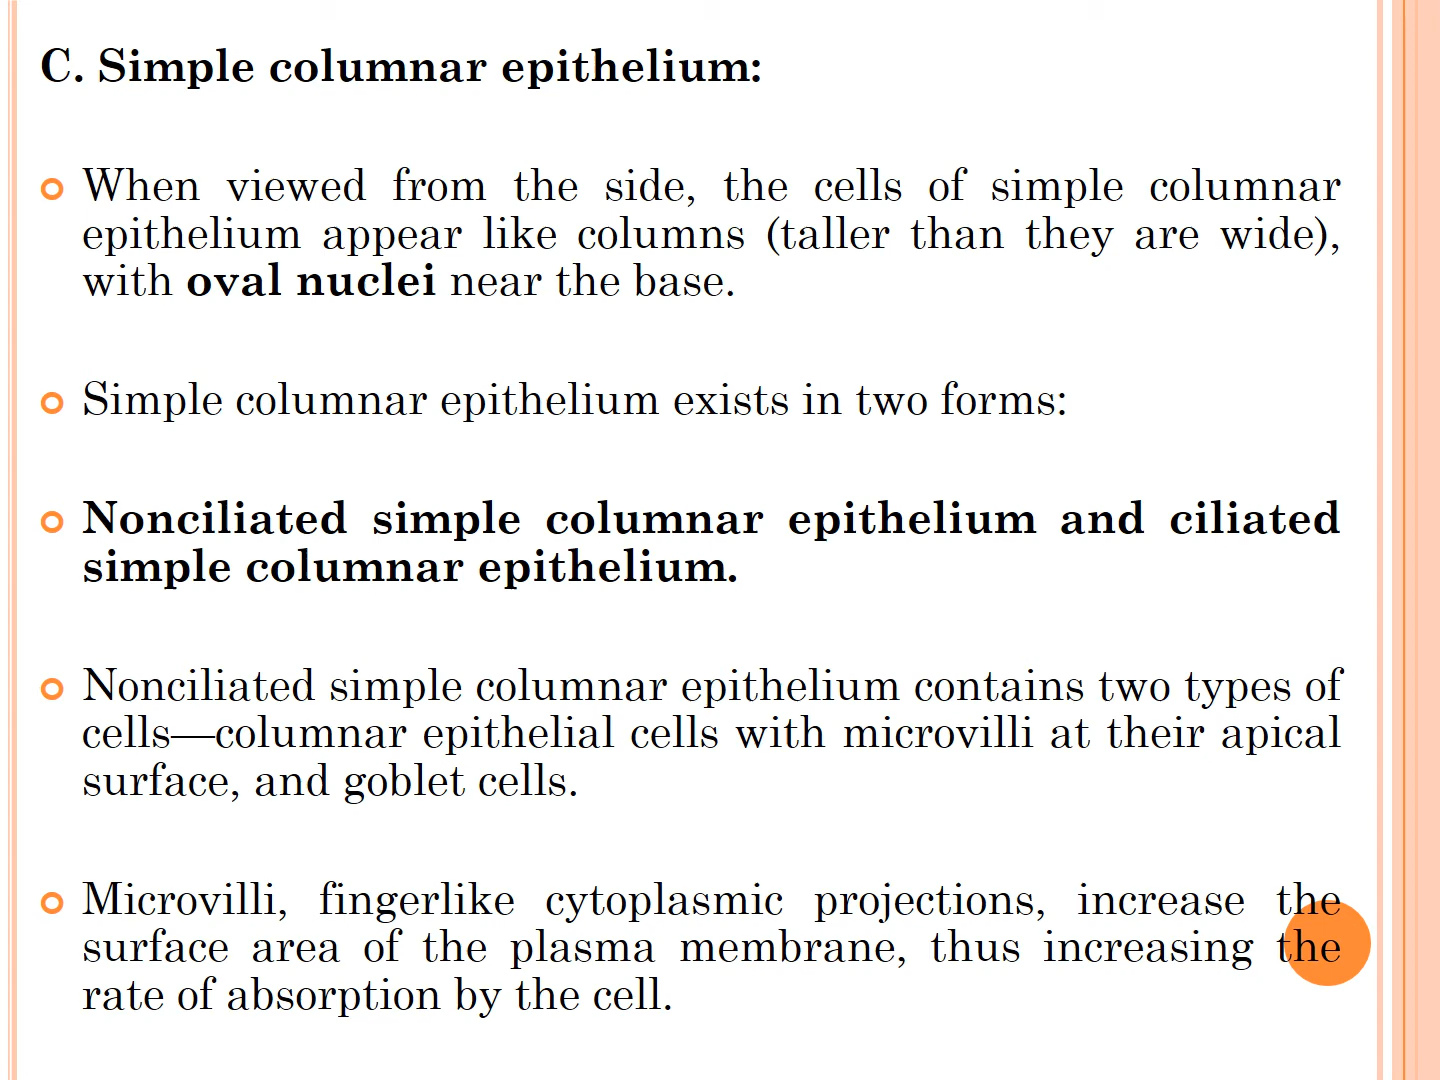 C. Simple columnar epithelium:
When viewed from the side, the cells of simple columnar
epithelium appear like columns (taller than they are wide),
with oval nuclei near the base.
Simple columnar epithelium exists in two forms:
Nonciliated simple columnar epithelium and ciliated
simple columnar epithelium.
Nonciliated simple columnar epithelium contains two types of
cells—columnar epithelial cells with microvilli at their apical
surface, and goblet cells.
Microvilli, fingerlike cytoplasmic projections, increase the
surface area of the plasma membrane, thus increasing the
rate of absorption by the cell.